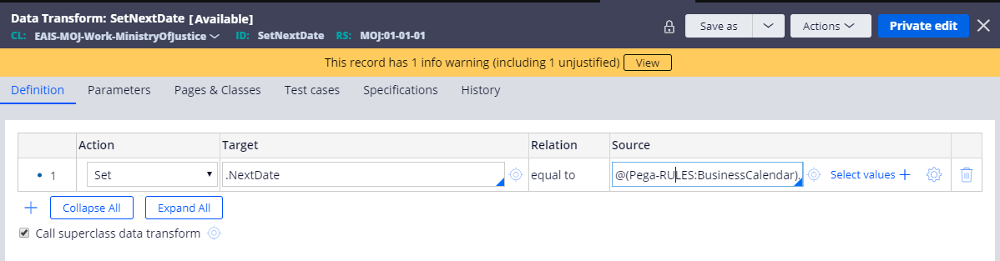 Data Transform: SetNextDate [Available]
CL: EAIS-MOJ-Work-MinistryOfJustice ID: SetNextDate RS: MOJ:01-01-01
Save as Actions Private edit
This record has 1 info warning (including 1 unjustified) View
Definition Parameters Pages & Classes Test cases Specifications History
Action Target Relation Source
1 Set .NextDate equal to @(Pega-RULES:BusinessCalendar). Select values
Collapse All Expand All
Call superclass data transform